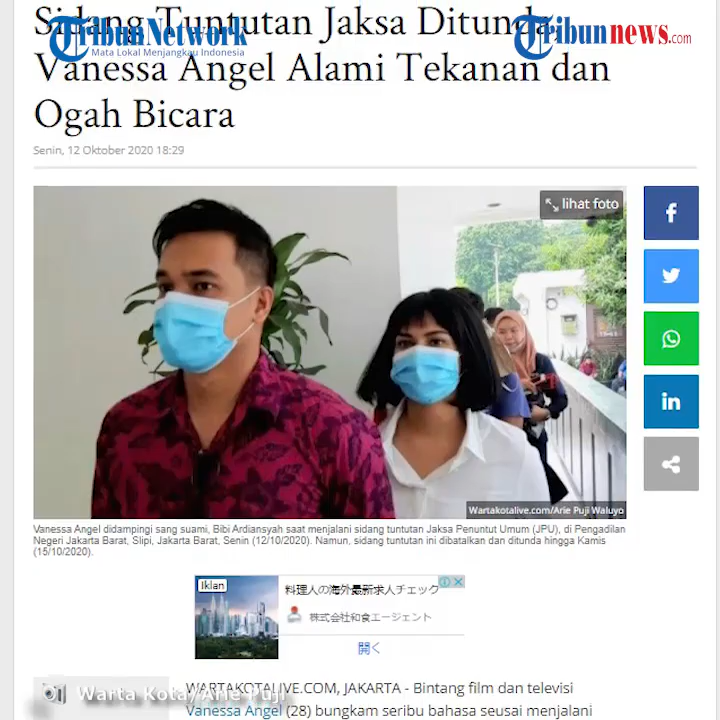 Sidang Tuntutan Jaksa Ditunda,
TribunNetwork
Mata Lokal Menjangkau Indonesia
Tribunnews.com
Vanessa Angel Alami Tekanan dan
Ogah Bicara
Senin, 12 Oktober 2020 18:29
lihat foto
Wartakotalive.com/Arie Puji Waluyo
Vanessa Angel didampingi sang suami, Bibi Ardiansyah saat menjalani sidang tuntutan Jaksa Penuntut Umum (JPU), di Pengadilan
Negeri Jakarta Barat, Slipi, Jakarta Barat, Senin (12/10/2020). Namun, sidang tuntutan ini dibatalkan dan ditunda hingga Kamis
(15/10/2020).
Iklan
料理人の海外最新求人チェック
株式会社和食エージェント
開く
WARTAKOTALIVE.COM, JAKARTA - Bintang film dan televisi
Warta Kota/Arie Puji
Vanessa Angel (28) bungkam seribu bahasa seusai menjalani